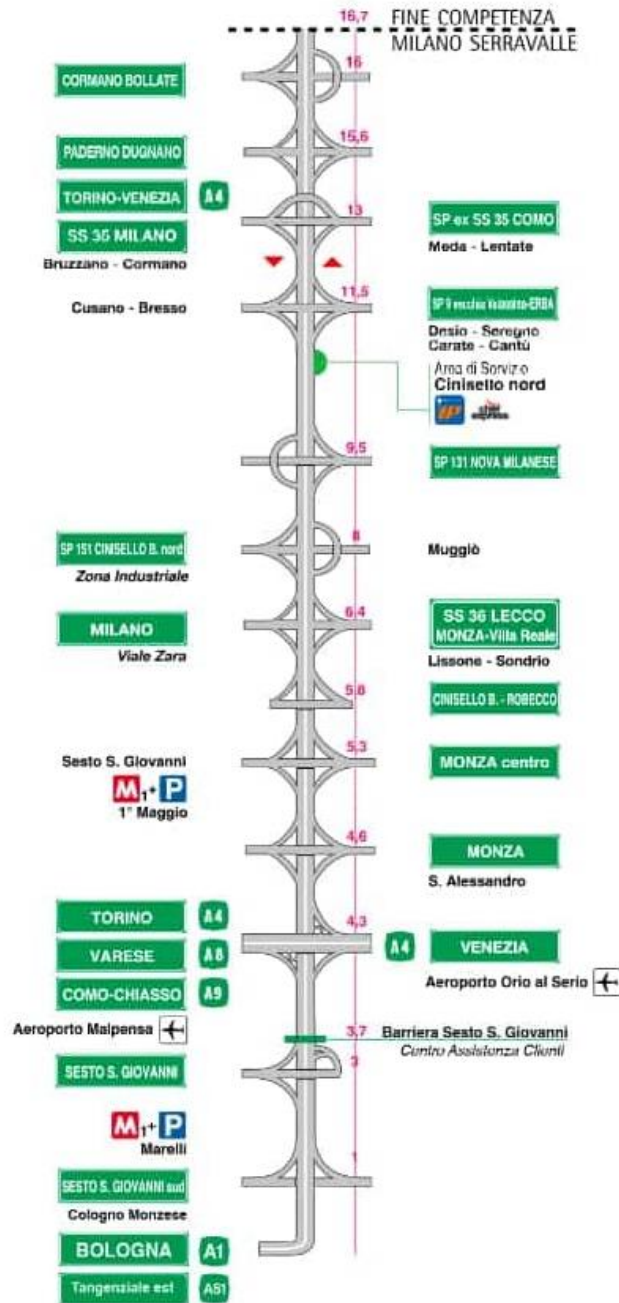 16,7 FINE COMPETENZA
MILANO SERRAVALLE
16
CORMANO BOLLATE
15,6
PADERNO DUGNANO
TORINO-VENEZIA A4
13
SP ex SS 35 COMO
SS 35 MILANO
Meda - Lentate
Bruzzano - Cormano
11,5
Cusano - Bresso
Desio - Seregno
Carate - Cantù
Area di Servizio
Cinisello nord
IP
chef express
9,5
SP 131 NOVA MILANESE
8
SP 151 CINISELLO B. nord
Muggiò
Zona Industriale
6,4
SS 36 LECCO
MONZA-Villa Reale
MILANO
Viale Zara
Lissone - Sondrio
5,8
CINISELLO B. - ROBECCO
5,3
Sesto S. Giovanni
MONZA centro
M1+P
1° Maggio
4,6
MONZA
S. Alessandro
4,3
TORINO A4
A4 VENEZIA
VARESE A8
Aeroporto Orio al Serio
COMO-CHIASSO A9
Aeroporto Malpensa
3,7
Barriera Sesto S. Giovanni
Centro Assistenza Clienti
3
SESTO S. GIOVANNI
M1+P
Marelli
1
SESTO S. GIOVANNI sud
Cologno Monzese
BOLOGNA A1
Tangenziale est A51